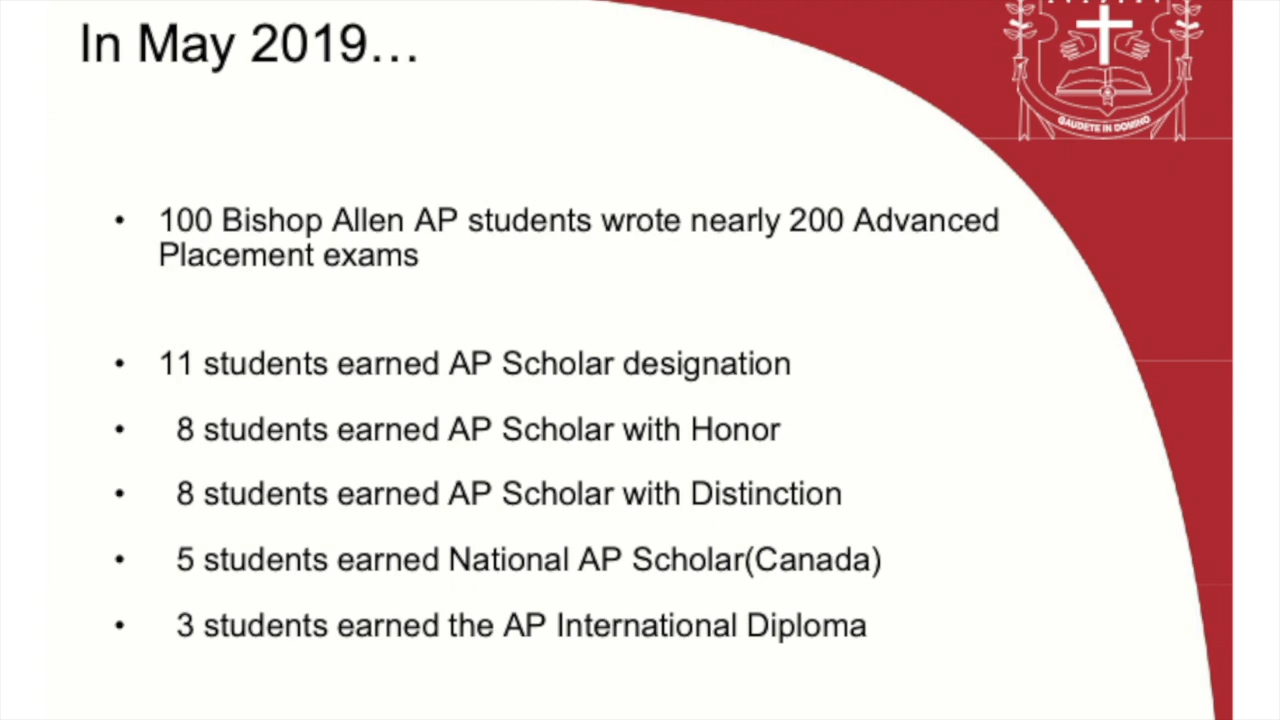 In May 2019…
GAUDETE IN DOMINO
• 100 Bishop Allen AP students wrote nearly 200 Advanced
Placement exams
• 11 students earned AP Scholar designation
• 8 students earned AP Scholar with Honor
• 8 students earned AP Scholar with Distinction
• 5 students earned National AP Scholar(Canada)
• 3 students earned the AP International Diploma